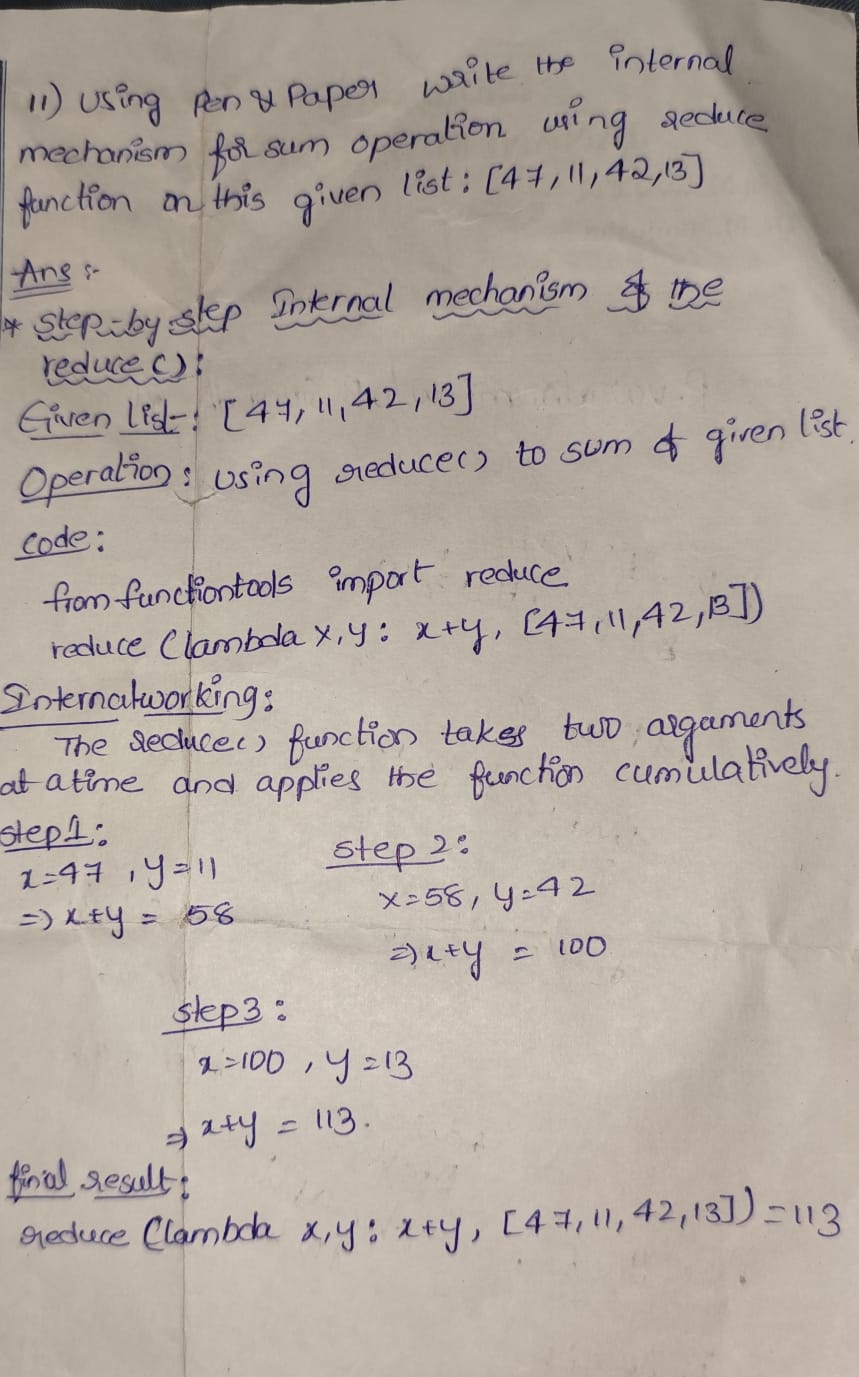 11) Using Pen & Paper write the internal
mechanism for sum operation using reduce
function on this given list: [47, 11, 42, 13]
Ans :-
* Step-by step Internal mechanism of the
reduce():
Given list: [47, 11, 42, 13]
Operation: using reduce() to sum of given list.
code:
from functiontools import reduce
reduce (lambda x, y: x+y, [47, 11, 42, 13])
Internal working:
The reduce() function takes two arguments
at a time and applies the function cumulatively.
step 1:
x=47, y=11
=> x+y = 58
step 2:
x=58, y=42
=> x+y = 100
step 3:
x=100, y=13
=> x+y = 113.
final result:
reduce (lambda x, y: x+y, [47, 11, 42, 13]) = 113